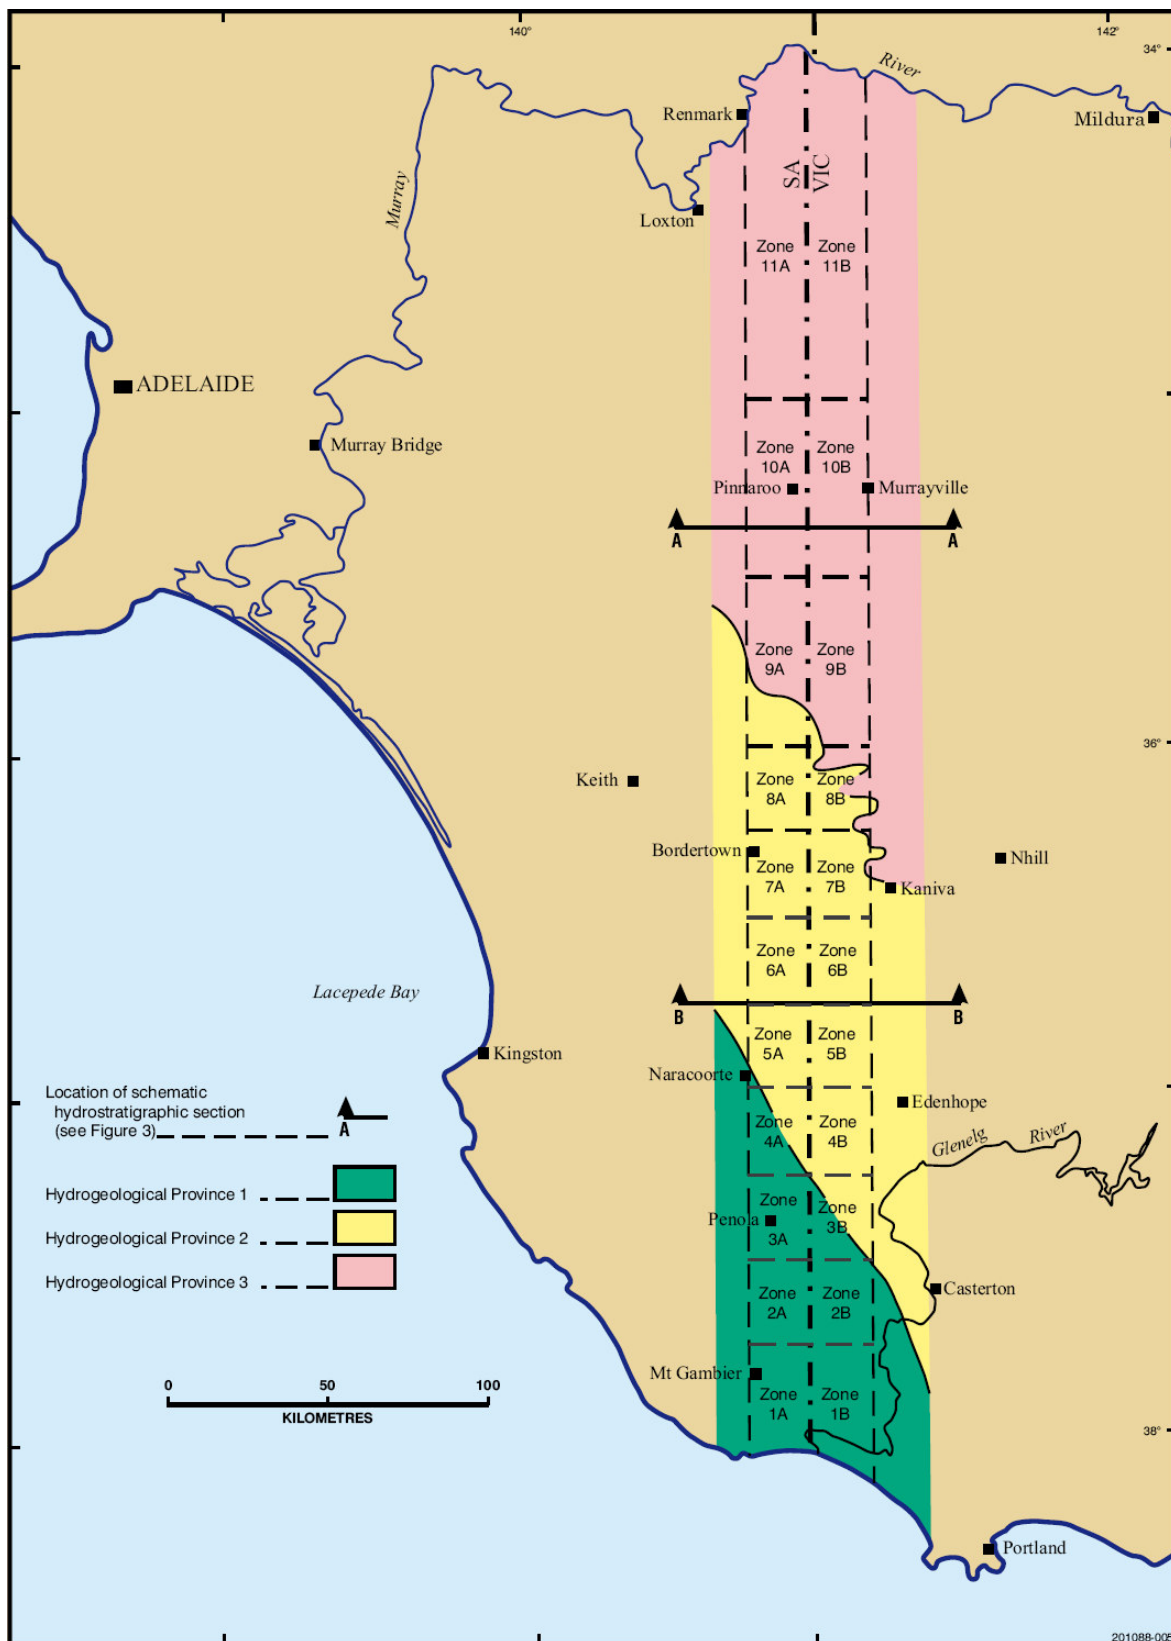 140°
142°
34°
River
Renmark
Mildura
SA
VIC
Murray
Loxton
Zone
11A
Zone
11B
ADELAIDE
Murray Bridge
Zone
10A
Zone
10B
Pinnaroo
Murrayville
A
A
Zone
9A
Zone
9B
36°
Keith
Zone
8A
Zone
8B
Bordertown
Nhill
Zone
7A
Zone
7B
Kaniva
Zone
6A
Zone
6B
Lacepede Bay
B
B
Kingston
Zone
5A
Zone
5B
Naracoorte
Edenhope
Location of schematic
hydrostratigraphic section
(see Figure 3)
A
Zone
4A
Zone
4B
Glenelg
River
Hydrogeological Province 1
Penola
Zone
3A
Zone
3B
Hydrogeological Province 2
Hydrogeological Province 3
Zone
2A
Zone
2B
Casterton
Mt Gambier
0
50
100
KILOMETRES
Zone
1A
Zone
1B
38°
Portland
201088-005